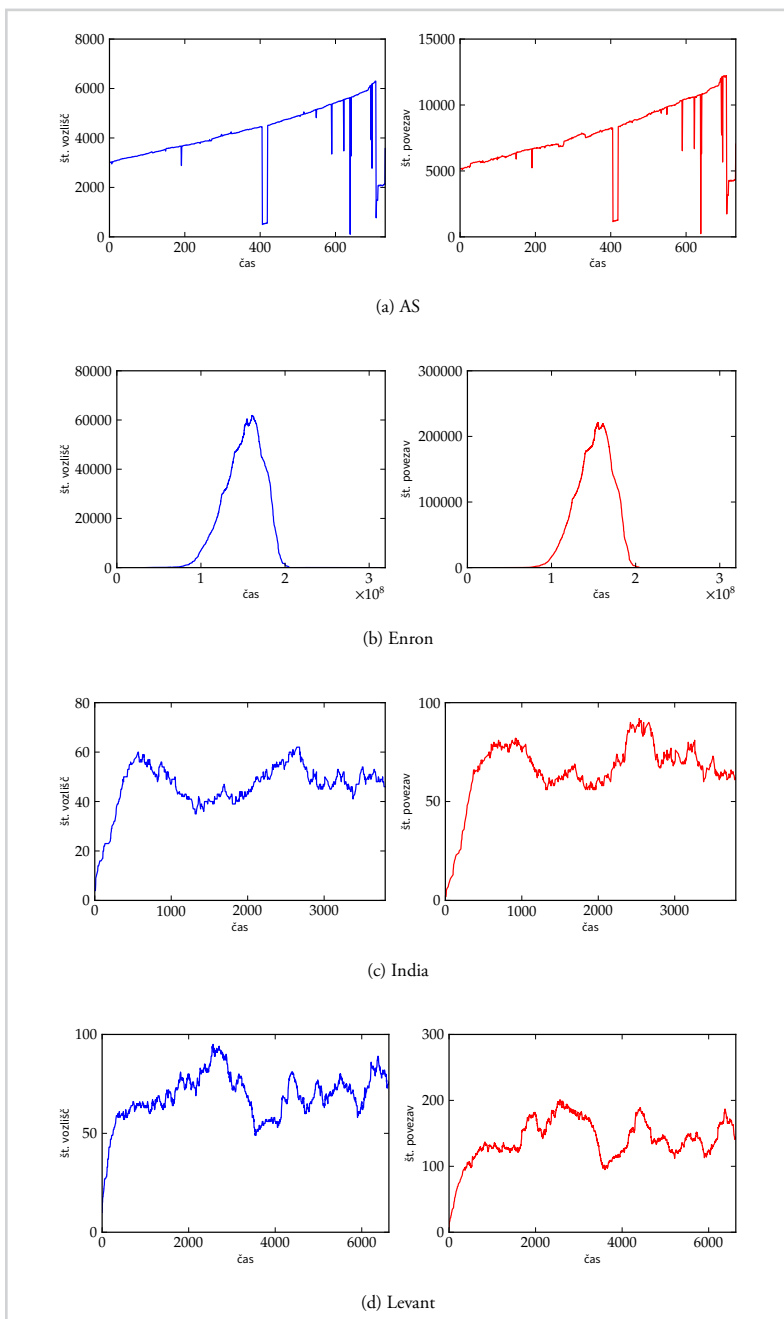 8000
6000
4000
2000
0
št. vozlišč
0 200 400 600
čas
15000
10000
5000
0
št. povezav
0 200 400 600
čas
(a) AS
80000
60000
40000
20000
0
št. vozlišč
0 1 2 3
×10⁸
čas
300000
200000
100000
0
št. povezav
0 1 2 3
×10⁸
čas
(b) Enron
80
60
40
20
0
št. vozlišč
0 1000 2000 3000
čas
100
50
0
št. povezav
0 1000 2000 3000
čas
(c) India
100
50
0
št. vozlišč
0 2000 4000 6000
čas
300
200
100
0
št. povezav
0 2000 4000 6000
čas
(d) Levant